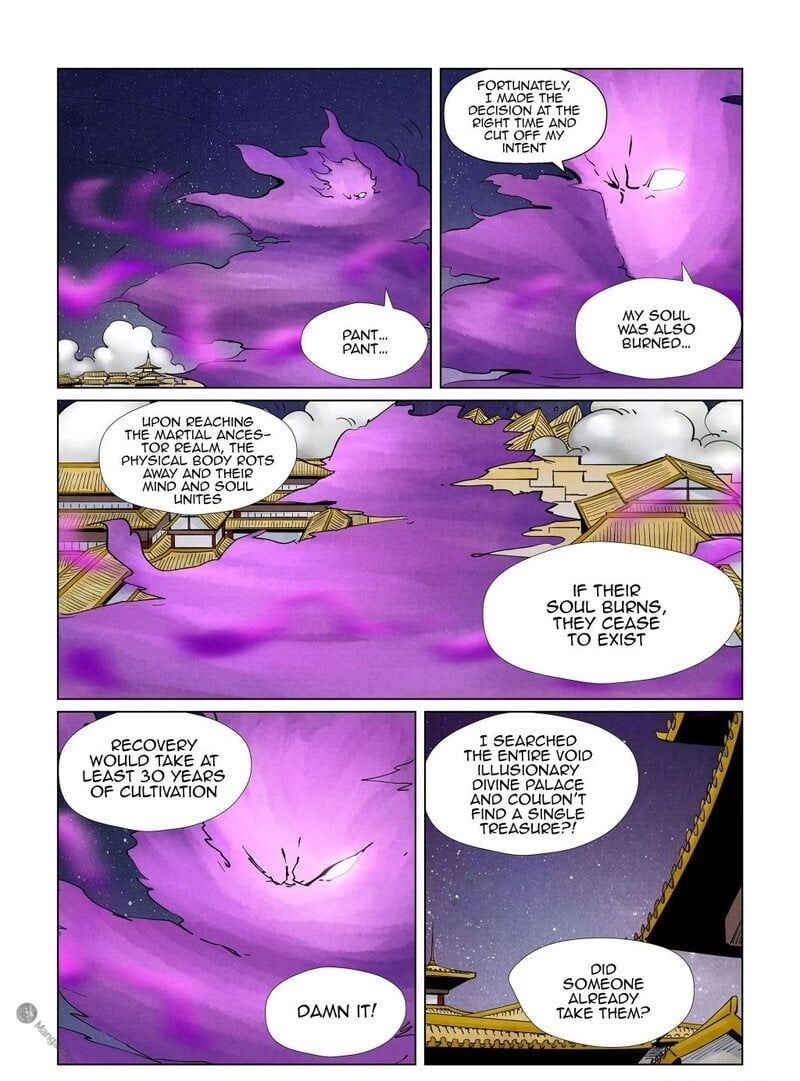 PANT...
PANT...
FORTUNATELY,
I MADE THE
DECISION AT THE
RIGHT TIME AND
CUT OFF MY
INTENT
MY SOUL
WAS ALSO
BURNED...
UPON REACHING
THE MARTIAL ANCES-
TOR REALM, THE
PHYSICAL BODY ROTS
AWAY AND THEIR
MIND AND SOUL
UNITES
IF THEIR
SOUL BURNS,
THEY CEASE
TO EXIST
RECOVERY
WOULD TAKE AT
LEAST 30 YEARS
OF CULTIVATION
DAMN IT!
I SEARCHED
THE ENTIRE VOID
ILLUSIONARY
DIVINE PALACE
AND COULDN'T
FIND A SINGLE
TREASURE?!
DID
SOMEONE
ALREADY
TAKE THEM?